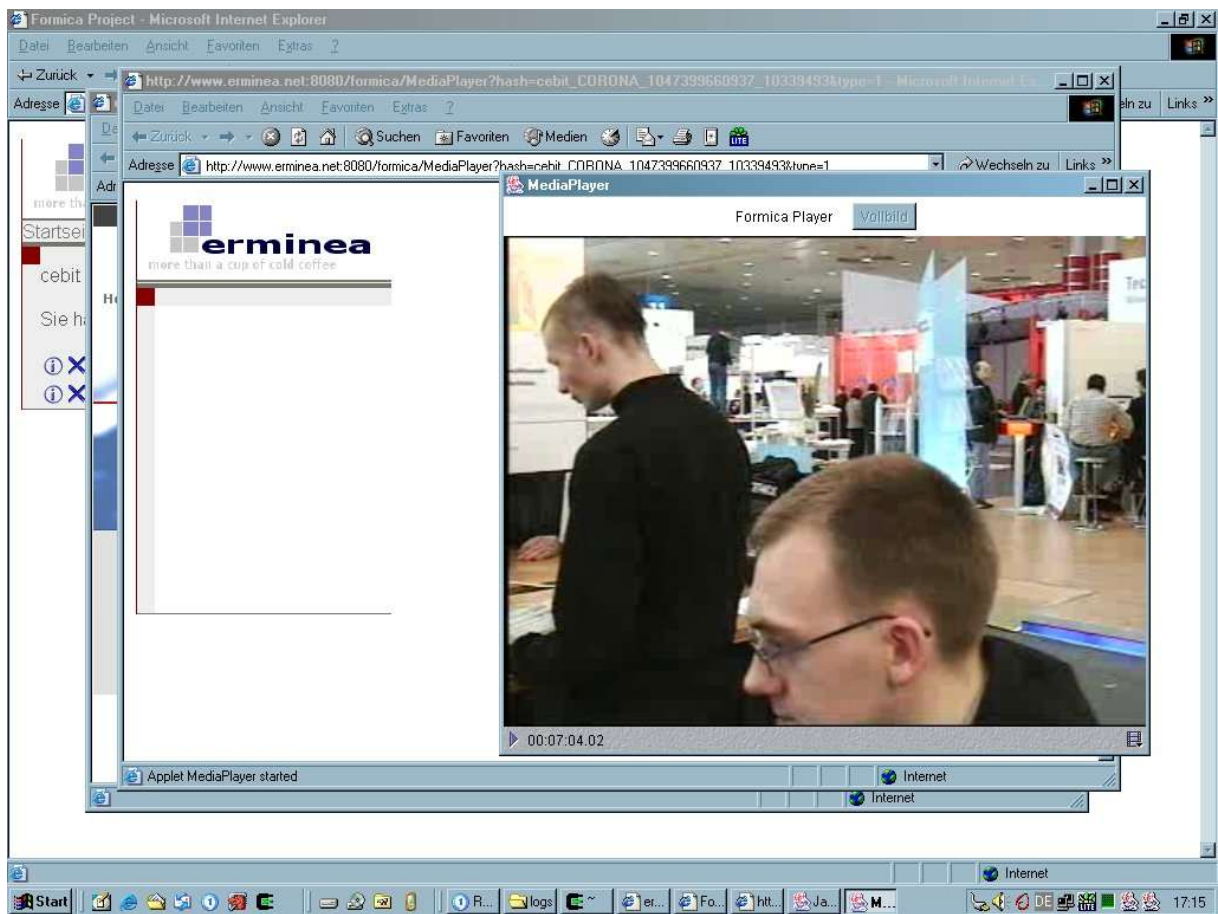 Formica Project - Microsoft Internet Explorer
Datei Bearbeiten Ansicht Favoriten Extras ?
Zurück
Adresse
Links »
http://www.erminea.net:8080/formica/MediaPlayer?hash=cebit_CORONA_1047399660937_10339493&type=1 - Microsoft Internet Ex...
Datei Bearbeiten Ansicht Favoriten Extras ?
Zurück Suchen Favoriten Medien
Adresse http://www.erminea.net:8080/formica/MediaPlayer?hash=cebit_CORONA_1047399660937_10339493&type=1 Wechseln zu Links »
erminea
more than a cup of cold coffee
MediaPlayer
Formica Player Vollbild
00:07:04.02
Applet MediaPlayer started
Internet
Internet
more th
Startsei
cebit
Sie ha
Internet
Start R... logs ~ er... Fo... htt... Ja... M... DE 17:15